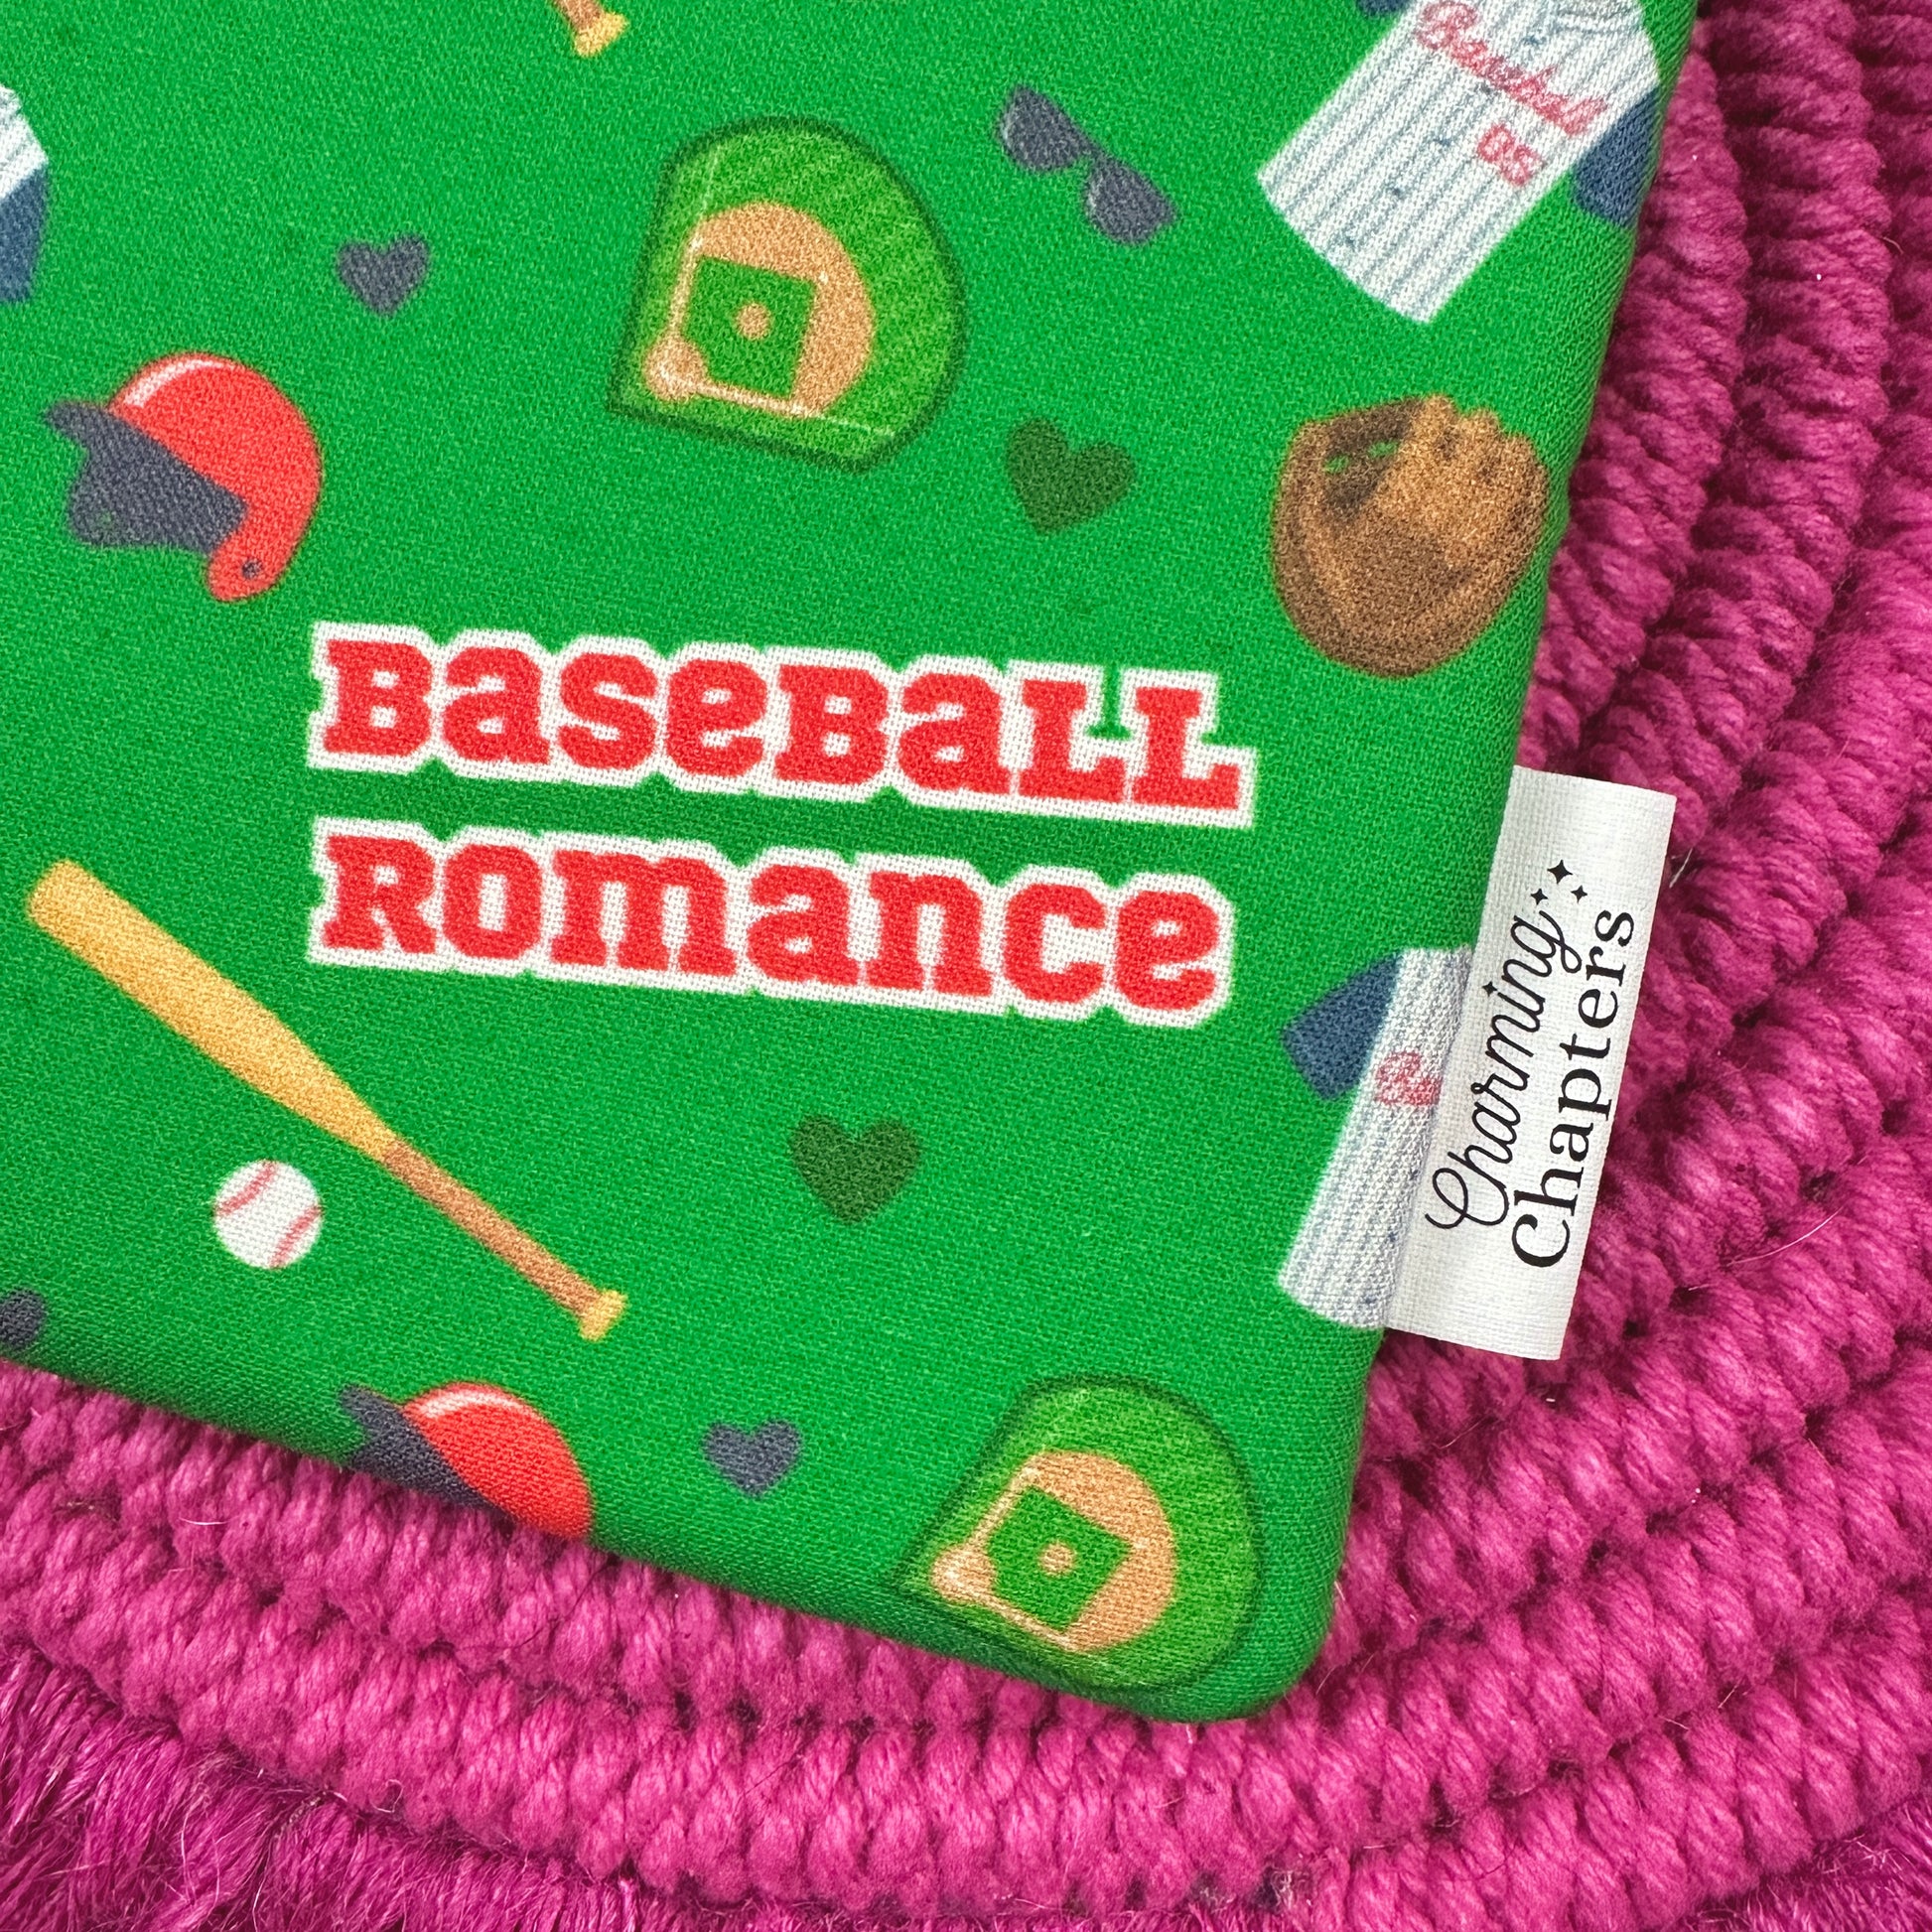 Baseball
05
BaseBaLL
Romance
Charming
Chapters